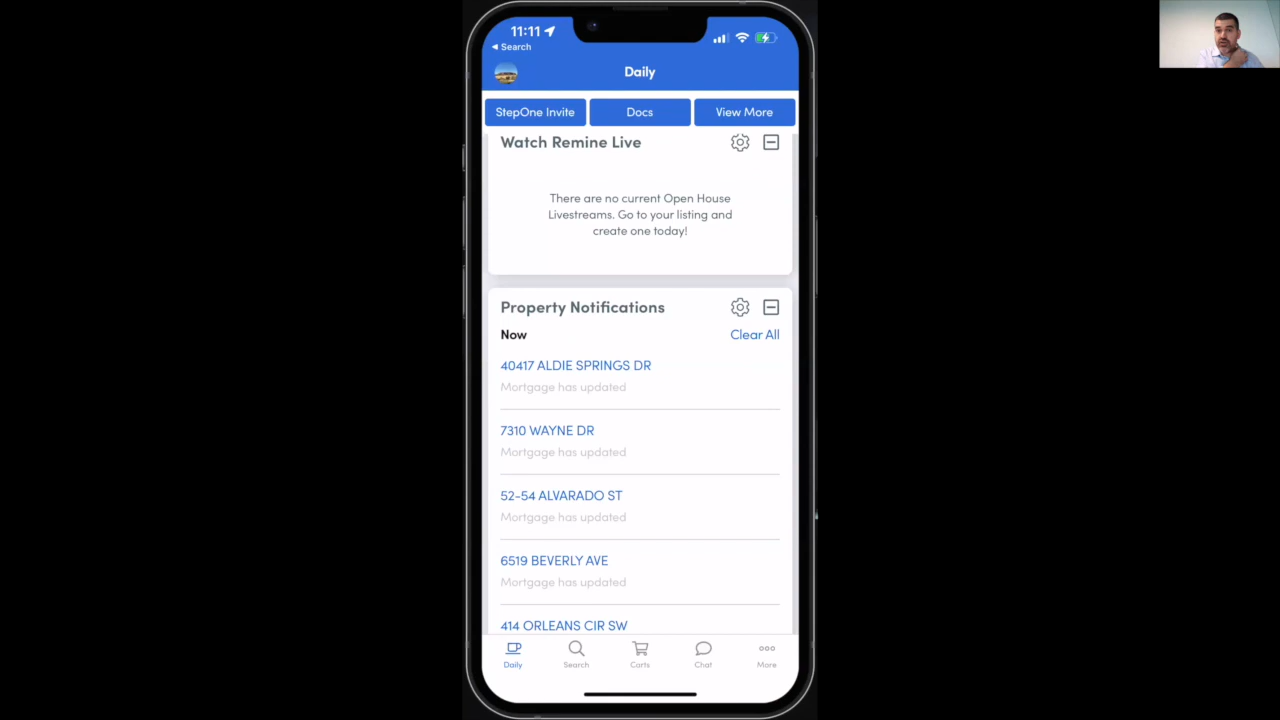 11:11
Search
Daily
StepOne Invite
Docs
View More
Watch Remine Live
There are no current Open House
Livestreams. Go to your listing and
create one today!
Property Notifications
Now
Clear All
40417 ALDIE SPRINGS DR
Mortgage has updated
7310 WAYNE DR
Mortgage has updated
52-54 ALVARADO ST
Mortgage has updated
6519 BEVERLY AVE
Mortgage has updated
414 ORLEANS CIR SW
Daily
Search
Carts
Chat
More